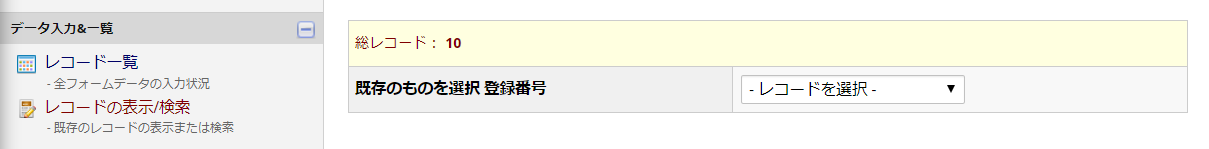 データ入力&一覧
レコード一覧
- 全フォームデータの入力状況
レコードの表示/検索
- 既存のレコードの表示または検索
総レコード： 10
既存のものを選択 登録番号
- レコードを選択 -